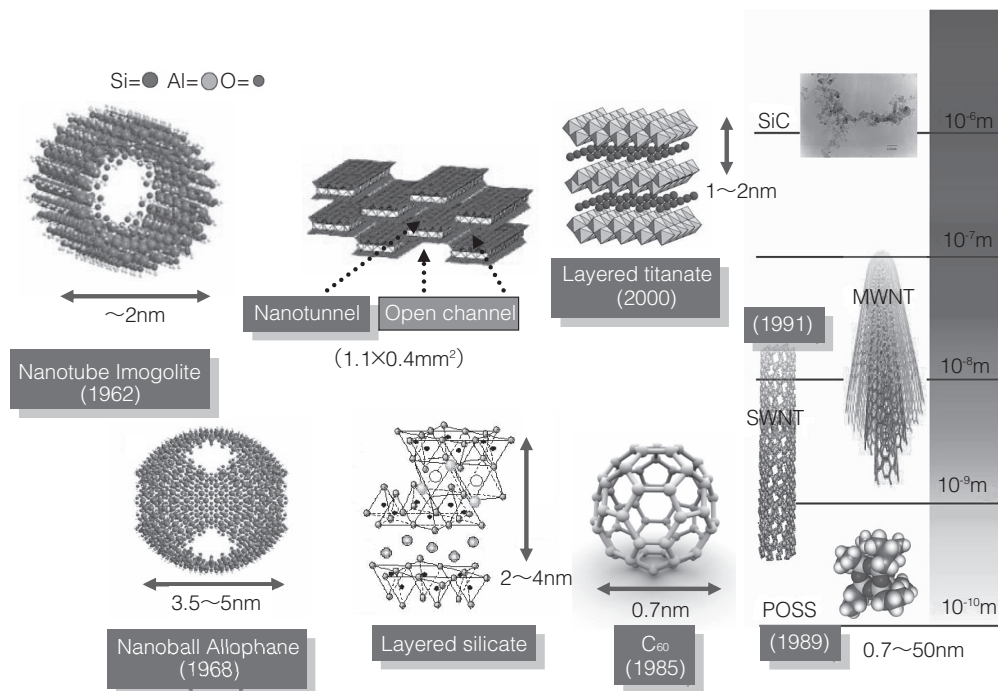 Si= Al= O=
~2nm
Nanotube Imogolite
(1962)
Nanotunnel
Open channel
(1.1×0.4mm²)
1~2nm
Layered titanate
(2000)
3.5~5nm
Nanoball Allophane
(1968)
2~4nm
Layered silicate
0.7nm
C₆₀
(1985)
SiC
10⁻⁶m
10⁻⁷m
MWNT
(1991)
10⁻⁸m
SWNT
10⁻⁹m
10⁻¹⁰m
POSS
(1989)
0.7~50nm